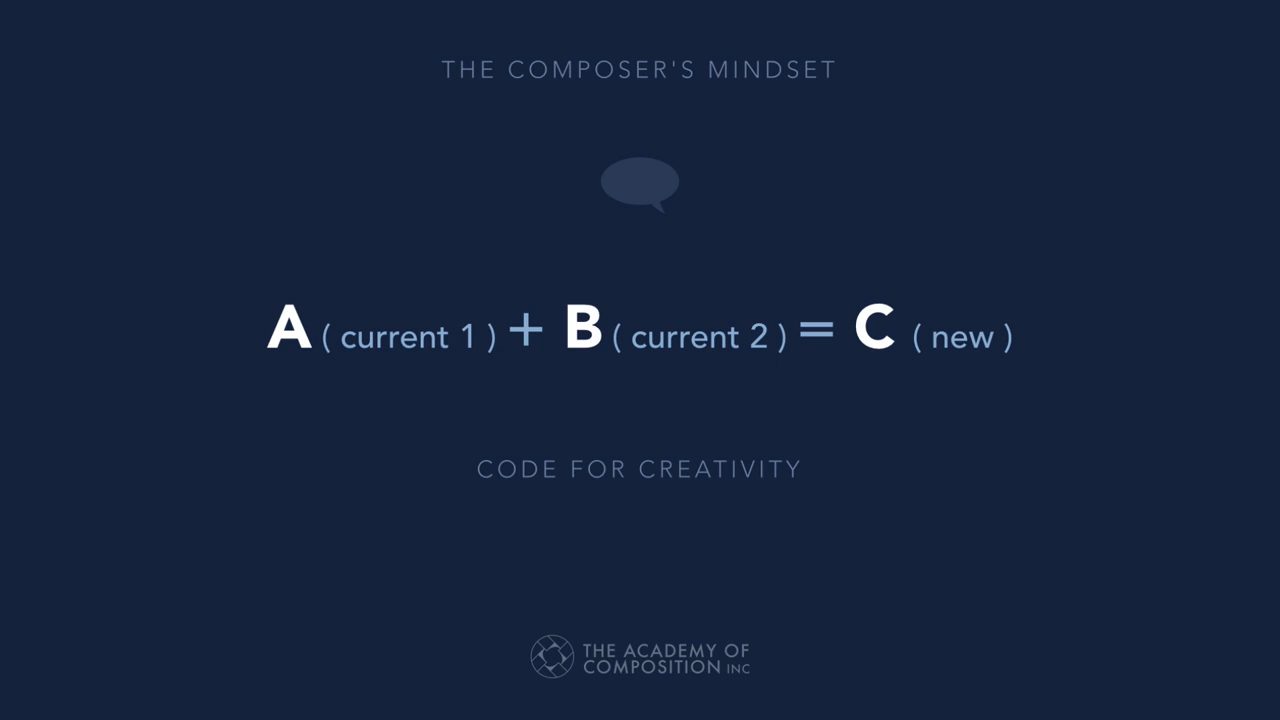 THE COMPOSER'S MINDSET
A ( current 1 ) + B ( current 2 ) = C ( new )
CODE FOR CREATIVITY
THE ACADEMY OF
COMPOSITION INC